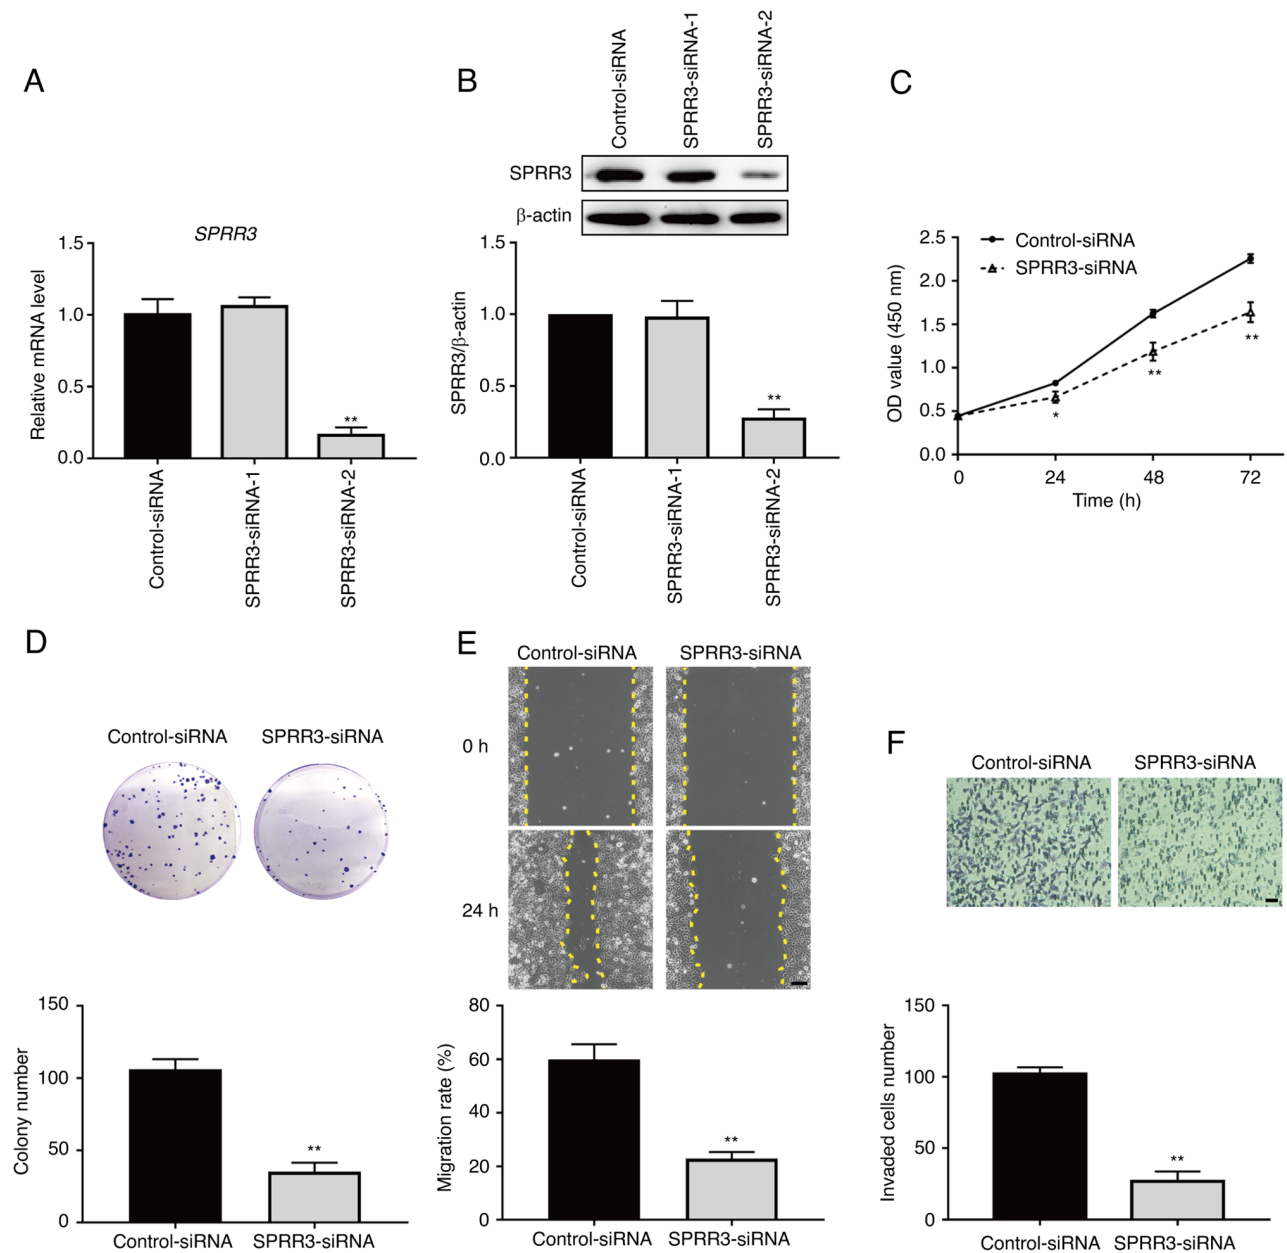 A
SPRR3
Relative mRNA level
1.5
1.0
0.5
0.0
**
Control-siRNA
SPRR3-siRNA-1
SPRR3-siRNA-2
B
Control-siRNA
SPRR3-siRNA-1
SPRR3-siRNA-2
SPRR3
β-actin
SPRR3/β-actin
1.5
1.0
0.5
0.0
**
Control-siRNA
SPRR3-siRNA-1
SPRR3-siRNA-2
C
Control-siRNA
SPRR3-siRNA
OD value (450 nm)
2.5
2.0
1.5
1.0
0.5
0.0
*
**
**
0 24 48 72
Time (h)
D
Control-siRNA SPRR3-siRNA
Colony number
150
100
50
0
**
Control-siRNA SPRR3-siRNA
E
Control-siRNA SPRR3-siRNA
0 h
24 h
Migration rate (%)
80
60
40
20
0
**
Control-siRNA SPRR3-siRNA
F
Control-siRNA SPRR3-siRNA
Invaded cells number
150
100
50
0
**
Control-siRNA SPRR3-siRNA